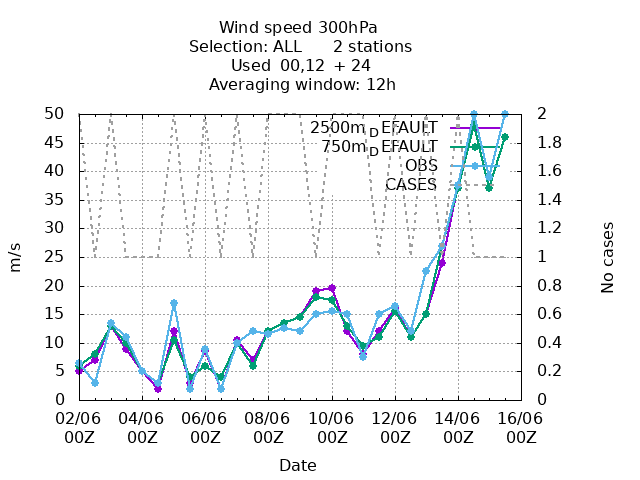 Wind speed 300hPa
Selection: ALL 2 stations
Used 00,12 + 24
Averaging window: 12h
2500m_DEFAULT
750m_DEFAULT
OBS
CASES
50
45
40
35
30
25
20
15
10
5
0
m/s
2
1.8
1.6
1.4
1.2
1
0.8
0.6
0.4
0.2
0
No cases
02/06 04/06 06/06 08/06 10/06 12/06 14/06 16/06
00Z 00Z 00Z 00Z 00Z 00Z 00Z 00Z
Date